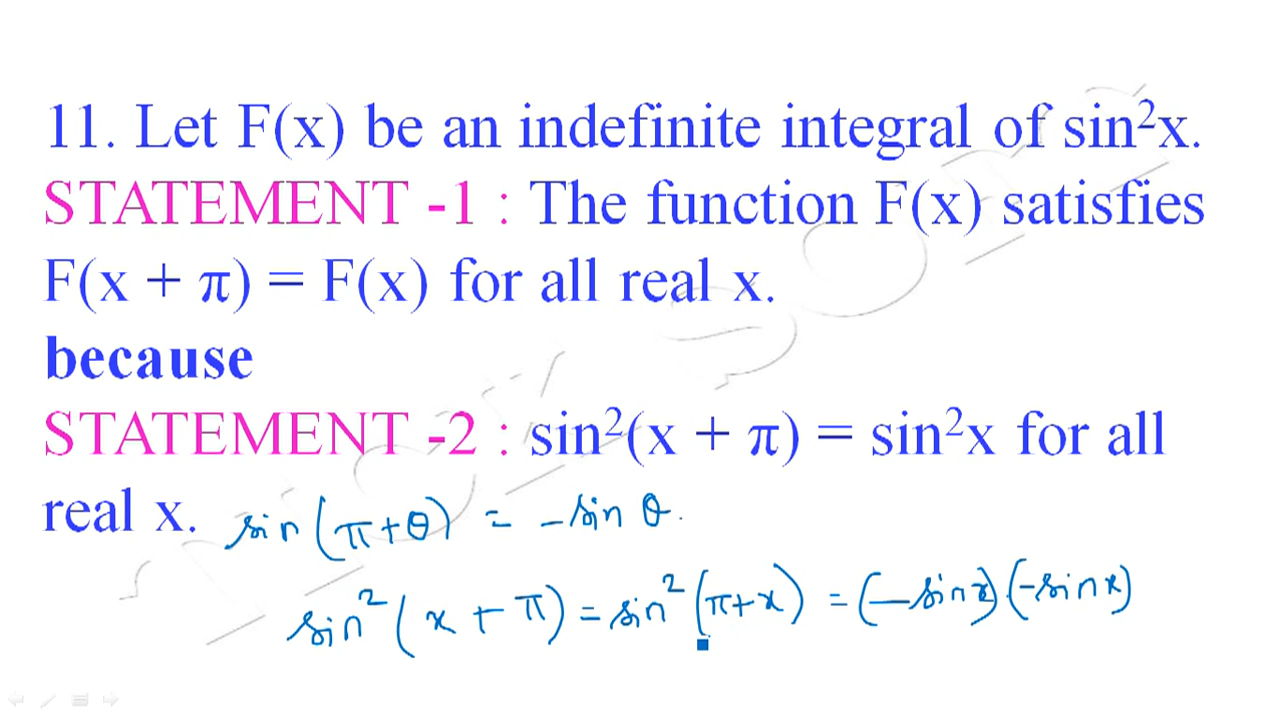 11. Let F(x) be an indefinite integral of sin²x.
STATEMENT -1 : The function F(x) satisfies
F(x + π) = F(x) for all real x.
because
STATEMENT -2 : sin²(x + π) = sin²x for all
real x. sin(π+θ) = -sin θ.
sin²(x + π) = sin²(π+x) = (-sin x)(-sin x)